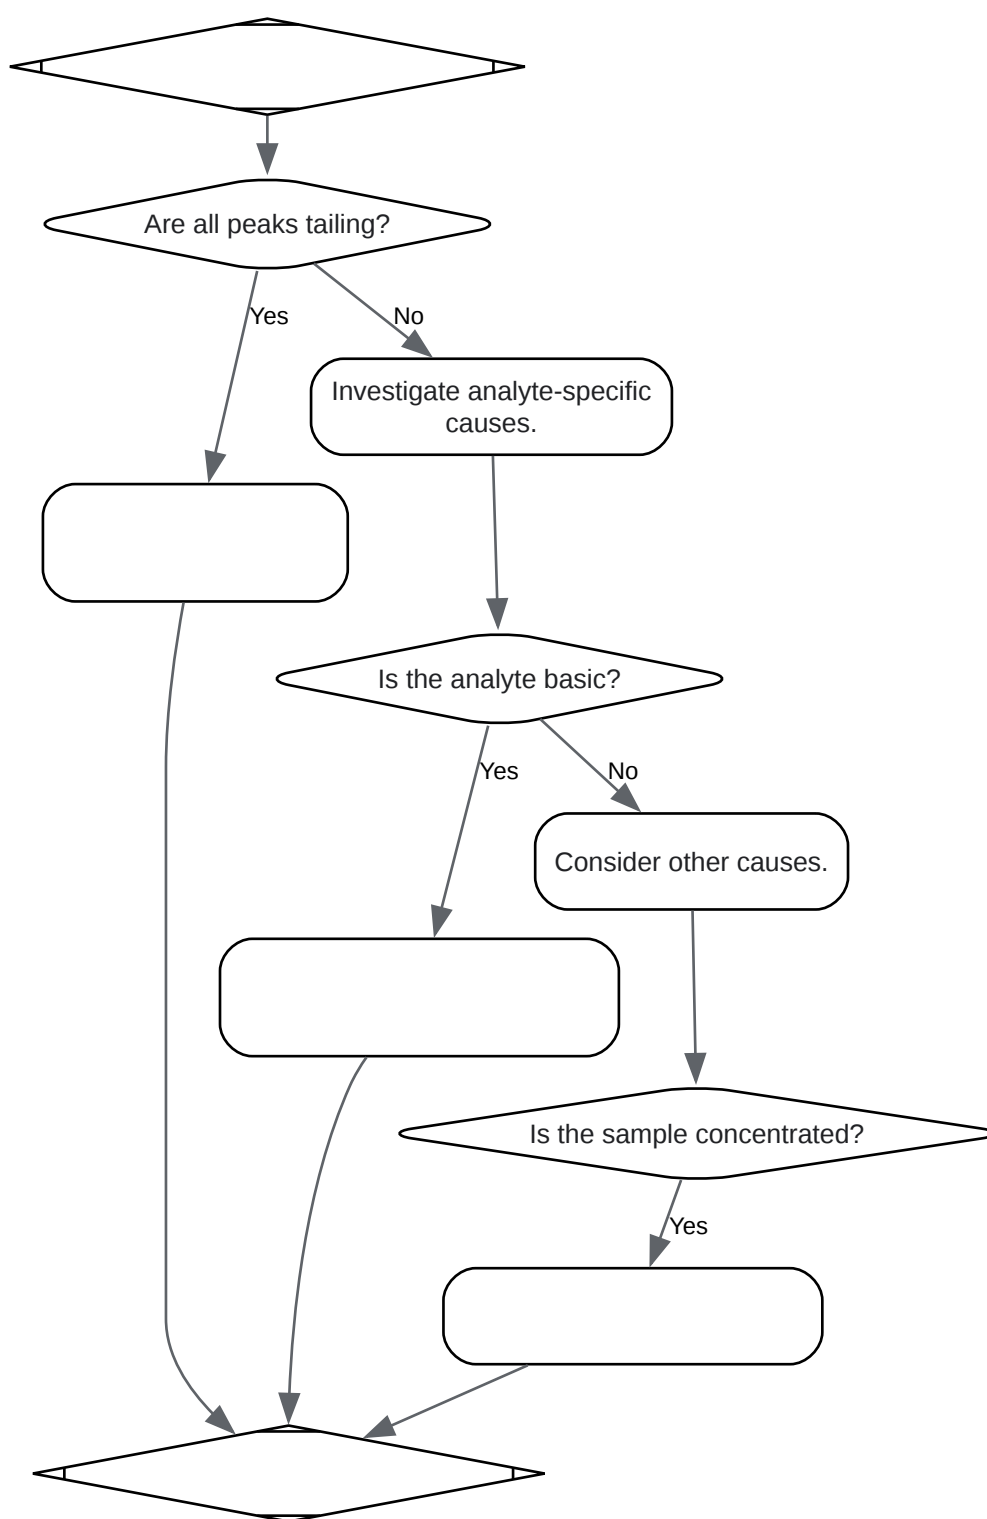 Are all peaks tailing?
Yes
No
Investigate analyte-specific
causes.
Is the analyte basic?
Yes
No
Consider other causes.
Is the sample concentrated?
Yes